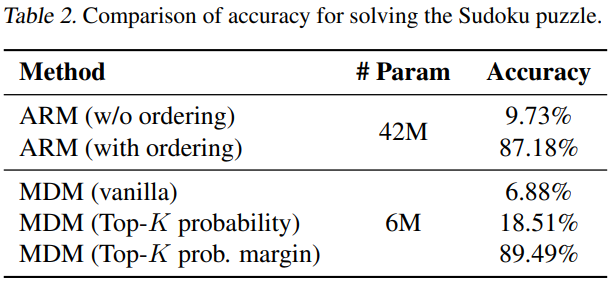 Table 2. Comparison of accuracy for solving the Sudoku puzzle.
Method # Param Accuracy
ARM (w/o ordering) 9.73%
42M
ARM (with ordering) 87.18%
MDM (vanilla) 6.88%
MDM (Top-K probability) 6M 18.51%
MDM (Top-K prob. margin) 89.49%